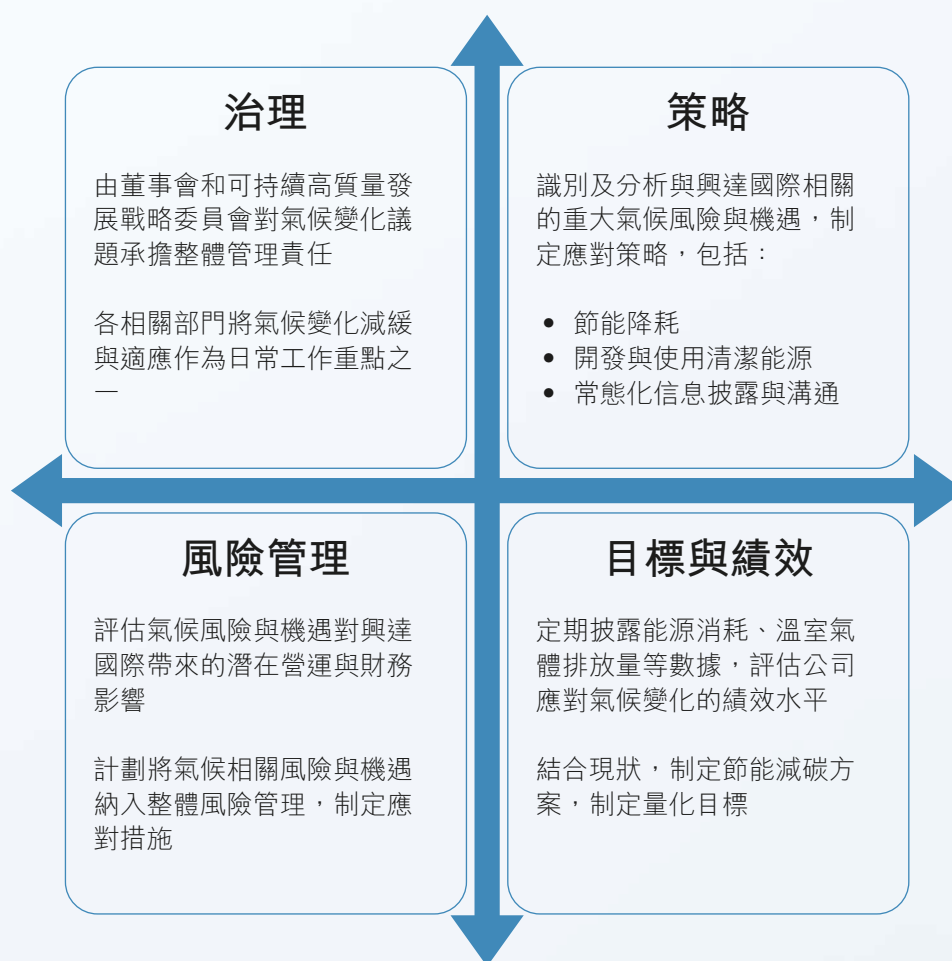 治理
由董事會和可持續高質量發
展戰略委員會對氣候變化議
題承擔整體管理責任
各相關部門將氣候變化減緩
與適應作為日常工作重點之
一
策略
識別及分析與興達國際相關
的重大氣候風險與機遇，制
定應對策略，包括：
• 節能降耗
• 開發與使用清潔能源
• 常態化信息披露與溝通
風險管理
評估氣候風險與機遇對興達
國際帶來的潛在營運與財務
影響
計劃將氣候相關風險與機遇
納入整體風險管理，制定應
對措施
目標與績效
定期披露能源消耗、溫室氣
體排放量等數據，評估公司
應對氣候變化的績效水平
結合現狀，制定節能減碳方
案，制定量化目標